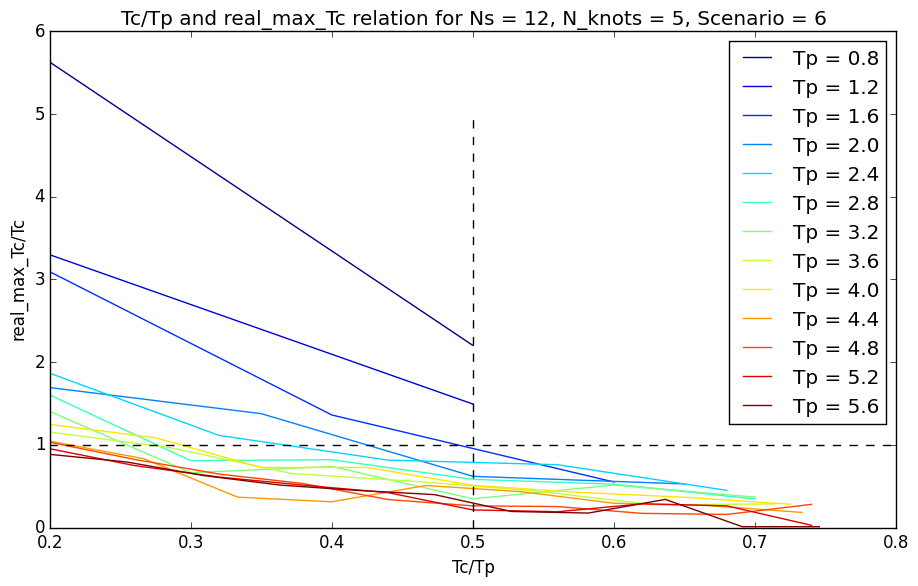 Tc/Tp and real_max_Tc relation for Ns = 12, N_knots = 5, Scenario = 6
6
5
4
3
2
1
0
real_max_Tc/Tc
0.2 0.3 0.4 0.5 0.6 0.7 0.8
Tc/Tp
Tp = 0.8
Tp = 1.2
Tp = 1.6
Tp = 2.0
Tp = 2.4
Tp = 2.8
Tp = 3.2
Tp = 3.6
Tp = 4.0
Tp = 4.4
Tp = 4.8
Tp = 5.2
Tp = 5.6